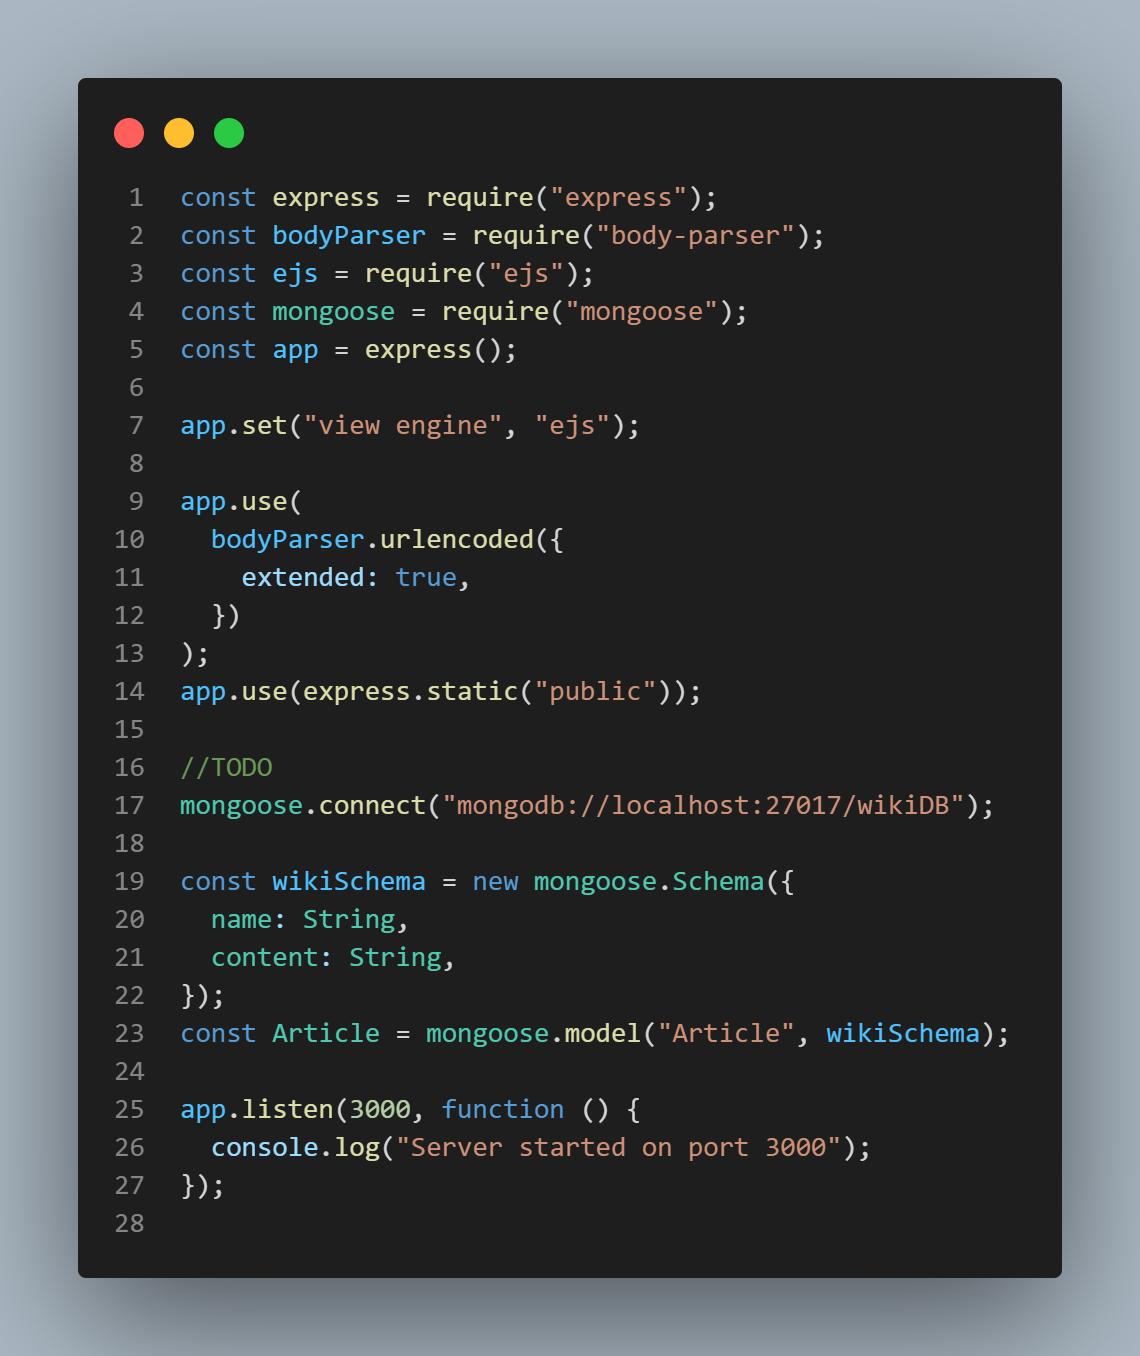 1 const express = require("express");
2 const bodyParser = require("body-parser");
3 const ejs = require("ejs");
4 const mongoose = require("mongoose");
5 const app = express();
6
7 app.set("view engine", "ejs");
8
9 app.use(
10   bodyParser.urlencoded({
11     extended: true,
12   })
13 );
14 app.use(express.static("public"));
15
16 //TODO
17 mongoose.connect("mongodb://localhost:27017/wikiDB");
18
19 const wikiSchema = new mongoose.Schema({
20   name: String,
21   content: String,
22 });
23 const Article = mongoose.model("Article", wikiSchema);
24
25 app.listen(3000, function () {
26   console.log("Server started on port 3000");
27 });
28